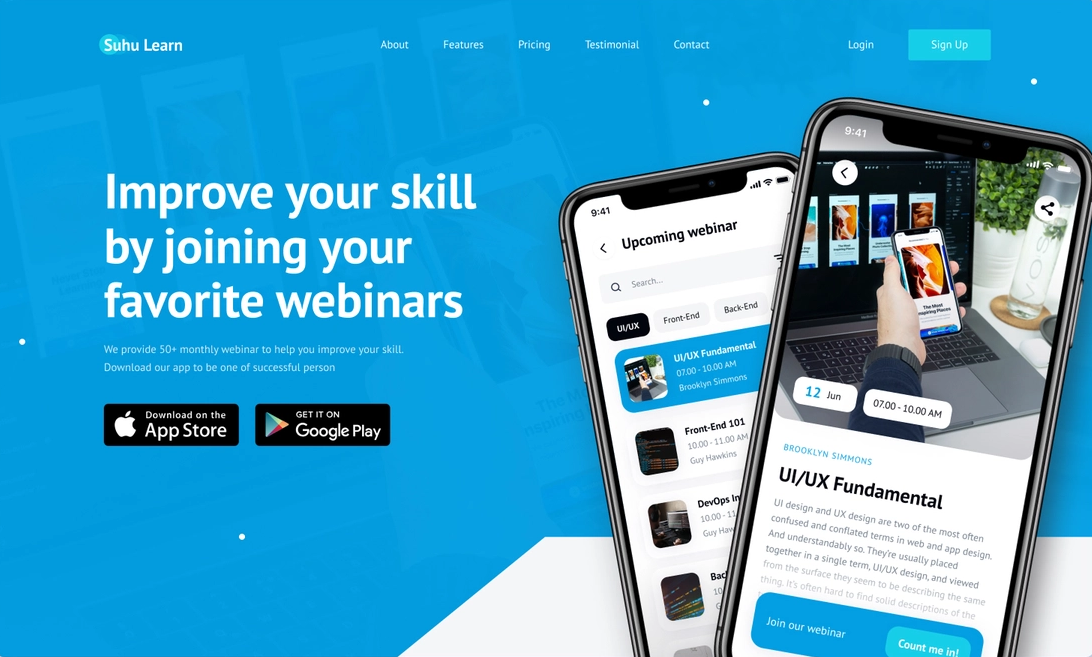 Suhu Learn
About
Features
Pricing
Testimonial
Contact
Login
Sign Up
Improve your skill
by joining your
favorite webinars
We provide 50+ monthly webinar to help you improve your skill.
Download our app to be one of successful person
Download on the
App Store
GET IT ON
Google Play
9:41
Upcoming webinar
Search...
UI/UX
Front-End
Back-End
UI/UX Fundamental
07.00 - 10.00 AM
Brooklyn Simmons
Front-End 101
10.00 - 11.00 AM
Guy Hawkins
DevOps In
10.00 - 11
Guy Haw
Bac
10
9:41
The Most
Inspiring Places
VOSS
12 Jun
07.00 - 10.00 AM
BROOKLYN SIMMONS
UI/UX Fundamental
UI design and UX design are two of the most often
confused and conflated terms in web and app design.
And understandably so. They're usually placed
together in a single term, UI/UX design, and viewed
from the surface they seem to be describing the same
thing. It's often hard to find solid descriptions of the
Join our webinar
Count me in!